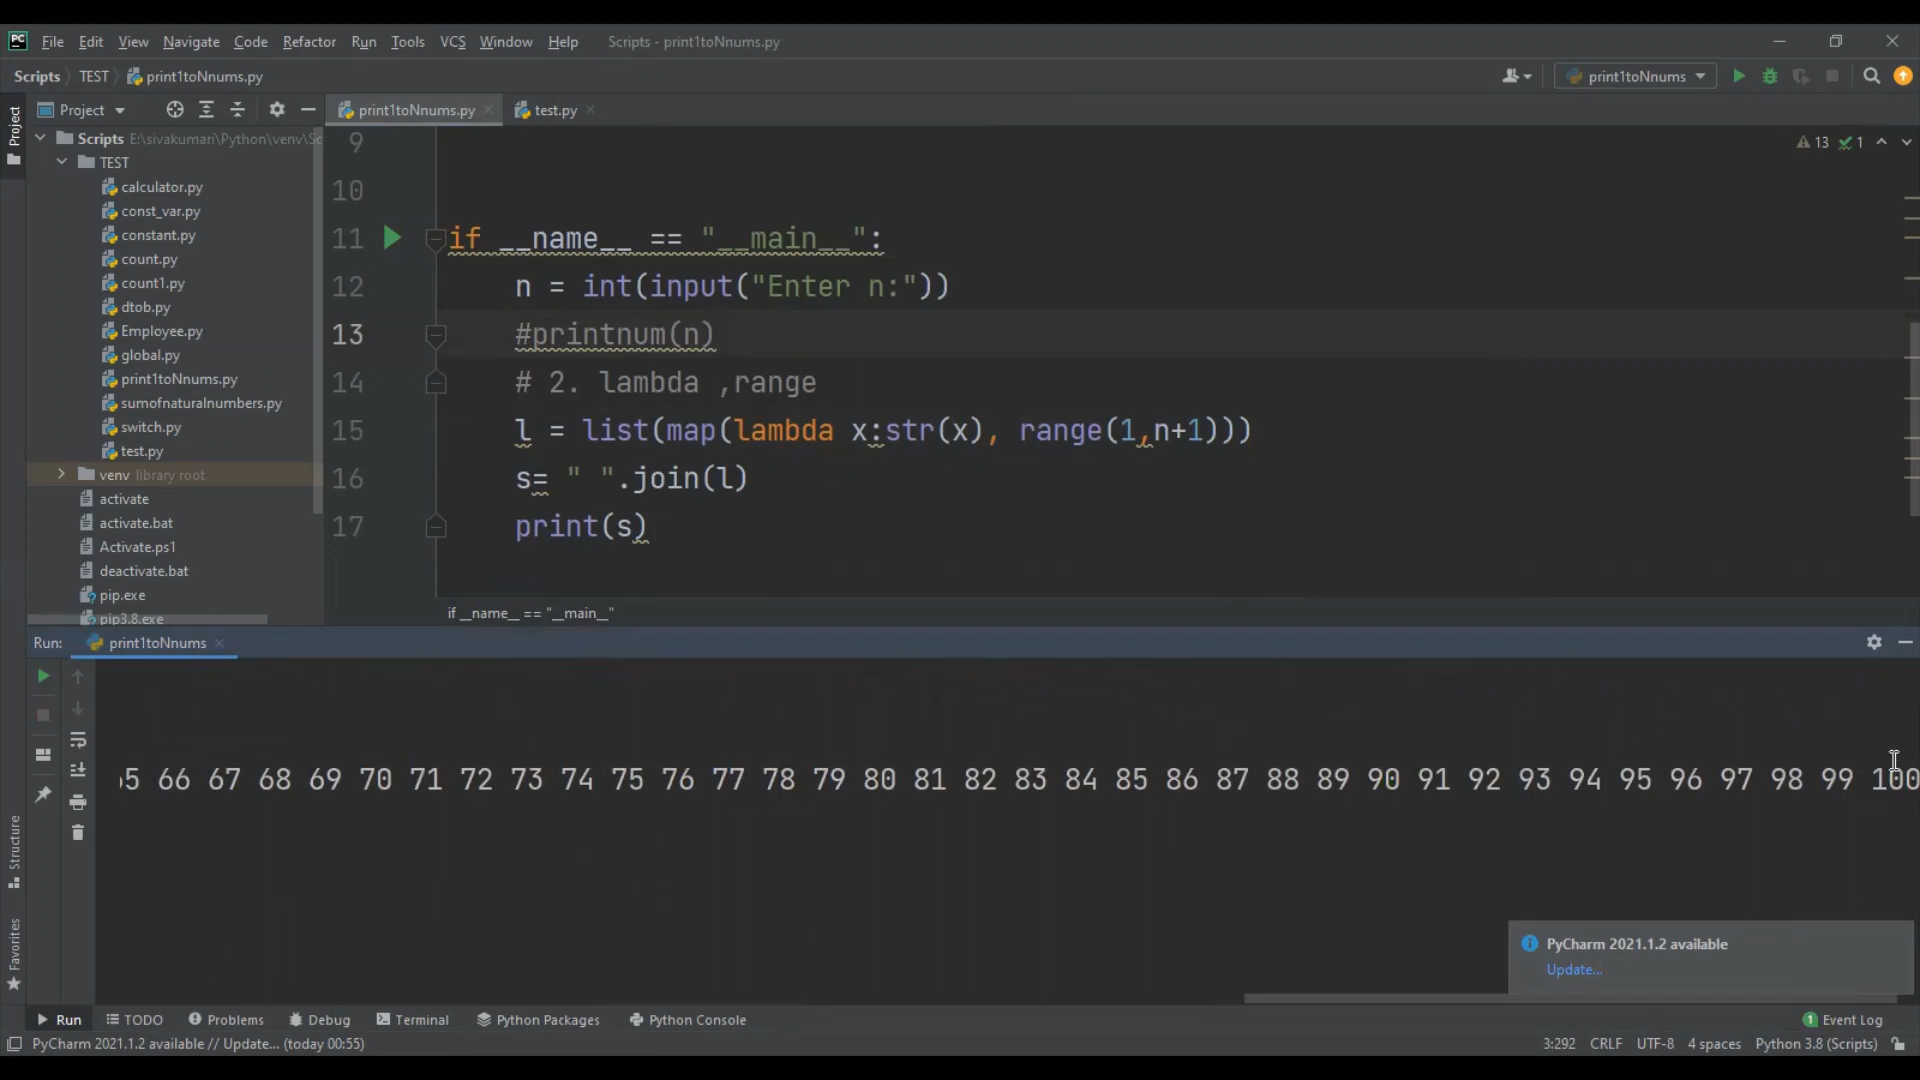 PC File Edit View Navigate Code Refactor Run Tools VCS Window Help Scripts - print1toNnums.py
Scripts TEST print1toNnums.py print1toNnums
Project
Project
print1toNnums.py test.py
Scripts E:\sivakumari\Python\venv\Sc
TEST
calculator.py
const_var.py
constant.py
count.py
count1.py
dtob.py
Employee.py
global.py
print1toNnums.py
sumofnaturalnumbers.py
switch.py
test.py
venv library root
activate
activate.bat
Activate.ps1
deactivate.bat
pip.exe
pip3.8.exe
13 1
9
10
11 if __name__ == "__main__":
12 n = int(input("Enter n:"))
13 #printnum(n)
14 # 2. lambda ,range
15 l = list(map(lambda x:str(x), range(1,n+1)))
16 s= " ".join(l)
17 print(s)
if __name__ == "__main__"
Run: print1toNnums
66 67 68 69 70 71 72 73 74 75 76 77 78 79 80 81 82 83 84 85 86 87 88 89 90 91 92 93 94 95 96 97 98 99 100
Structure
Favorites
PyCharm 2021.1.2 available
Update...
Run TODO Problems Debug Terminal Python Packages Python Console 1 Event Log
PyCharm 2021.1.2 available // Update... (today 00:55) 3:292 CRLF UTF-8 4 spaces Python 3.8 (Scripts)